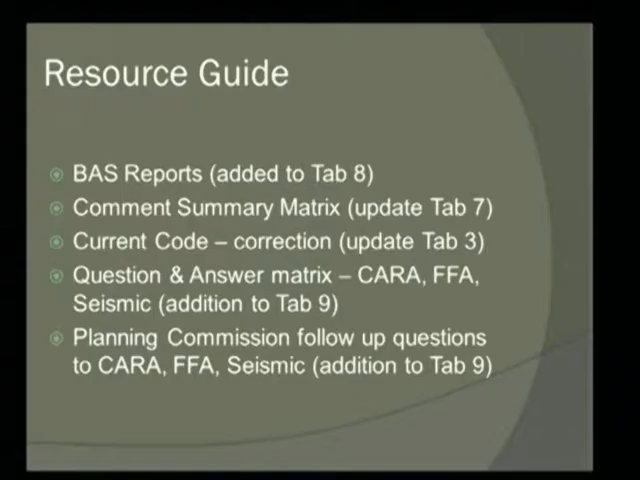 Resource Guide
BAS Reports (added to Tab 8)
Comment Summary Matrix (update Tab 7)
Current Code – correction (update Tab 3)
Question & Answer matrix – CARA, FFA,
Seismic (addition to Tab 9)
Planning Commission follow up questions
to CARA, FFA, Seismic (addition to Tab 9)